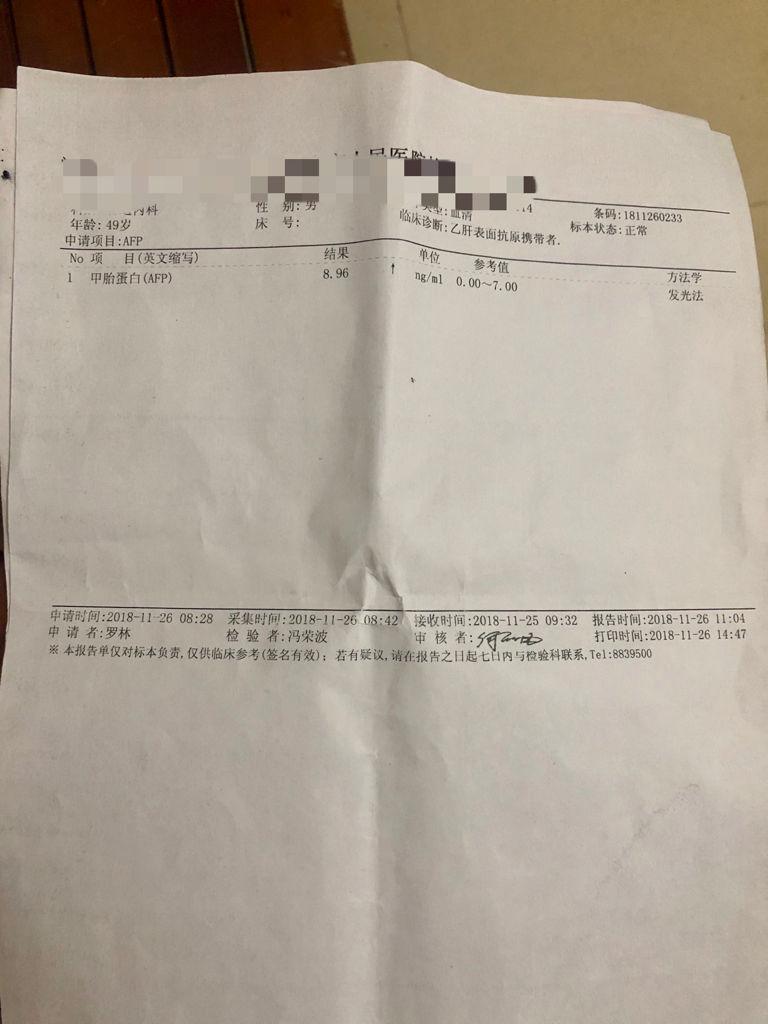 民医院
内科 性 别:男 类型:血清 14 条码:1811260233
年龄:49岁 床 号: 临床诊断:乙肝表面抗原携带者. 标本状态:正常
申请项目:AFP
No 项 目(英文缩写) 结果 单位 参考值 方法学
1 甲胎蛋白(AFP) 8.96 ↑ ng/ml 0.00~7.00 发光法
申请时间:2018-11-26 08:28 采集时间:2018-11-26 08:42 接收时间:2018-11-25 09:32 报告时间:2018-11-26 11:04
申 请 者:罗林 检 验 者:冯荣波 审 核 者: 打印时间:2018-11-26 14:47
※ 本报告单仅对标本负责,仅供临床参考(签名有效); 若有疑议,请在报告之日起七日内与检验科联系,Tel:8839500